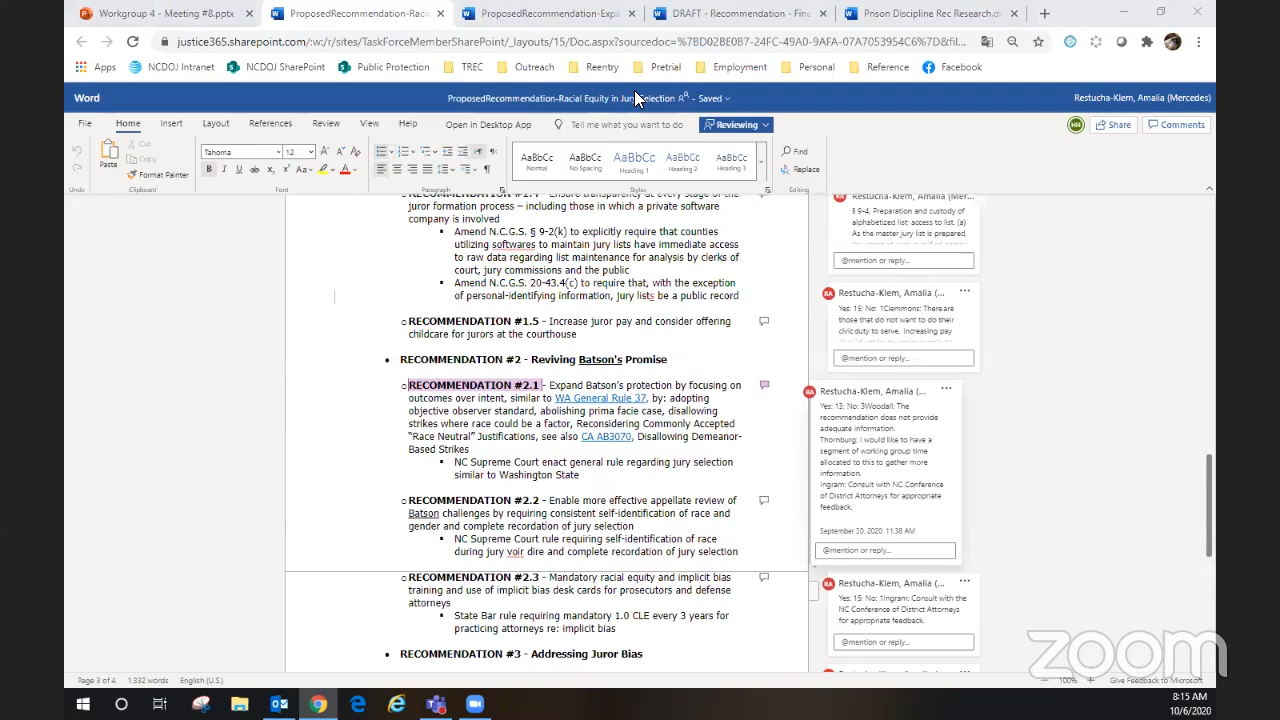 Workgroup 4 - Meeting #8.pptx
ProposedRecommendation-Racial
ProposedRecommendation-Expa
DRAFT - Recommendation - Fine
Prison Discipline Rec Research.do
justice365.sharepoint.com/:w:/r/sites/TaskForceMemberSharePoint/_layouts/15/Doc.aspx?sourcedoc=%7BD02BE0B7-24FC-49A0-9AFA-07A7053954C6%7D&fil...
Apps NCDOJ Intranet NCDOJ SharePoint Public Protection TREC Outreach Reentry Pretrial Employment Personal Reference Facebook
Word
ProposedRecommendation-Racial Equity in Jury Selection - Saved
Restucha-Klem, Amalia (Mercedes)
File Home Insert Layout References Review View Help Open in Desktop App Tell me what you want to do Reviewing HH Share Comments
Paste
Cut
Copy
Format Painter
Tahoma 12
AaBbCc Normal
AaBbCc No Spacing
AaBbCc Heading 1
AaBbCc Heading 2
AaBbCc Heading 3
Find
Replace
Undo Clipboard Font Paragraph Styles Editing
RECOMMENDATION #1.4 - Ensure transparency at every stage of the
juror formation process – including those in which a private software
company is involved
Amend N.C.G.S. § 9-2(k) to explicitly require that counties
utilizing softwares to maintain jury lists have immediate access
to raw data regarding list maintenance for analysis by clerks of
court, jury commissions and the public
Amend N.C.G.S. 20-43.4(c) to require that, with the exception
of personal-identifying information, jury lists be a public record
RECOMMENDATION #1.5 - Increase juror pay and consider offering
childcare for jurors at the courthouse
RECOMMENDATION #2 - Reviving Batson's Promise
RECOMMENDATION #2.1 - Expand Batson's protection by focusing on
outcomes over intent, similar to WA General Rule 37, by: adopting
objective observer standard, abolishing prima facie case, disallowing
strikes where race could be a factor, Reconsidering Commonly Accepted
"Race Neutral" Justifications, see also CA AB3070, Disallowing Demeanor-
Based Strikes
NC Supreme Court enact general rule regarding jury selection
similar to Washington State
RECOMMENDATION #2.2 - Enable more effective appellate review of
Batson challenges by requiring consistent self-identification of race and
gender and complete recordation of jury selection
NC Supreme Court rule requiring self-identification of race
during jury voir dire and complete recordation of jury selection
RECOMMENDATION #2.3 - Mandatory racial equity and implicit bias
training and use of implicit bias desk cards for prosecutors and defense
attorneys
State Bar rule requiring mandatory 1.0 CLE every 3 years for
practicing attorneys re: implicit bias
RECOMMENDATION #3 - Addressing Juror Bias
RA Restucha-Klem, Amalia (Mer...
§ 9-4. Preparation and custody of
alphabetized list; access to list. (a)
As the master jury list is prepared,
@mention or reply...
RA Restucha-Klem, Amalia (...
Yes: 15; No: 1Clemmons: There are
those that do not want to do their
civic duty to serve. Increasing pay
@mention or reply...
RA Restucha-Klem, Amalia (...
Yes: 13; No: 3Woodall: The
recommendation does not provide
adequate information.
Thornburg: I would like to have a
segment of working group time
allocated to this to gather more
information.
Ingram: Consult with NC Conference
of District Attorneys for appropriate
feedback.
September 30, 2020, 11:38 AM
@mention or reply...
RA Restucha-Klem, Amalia (...
Yes: 15; No: 1Ingram: Consult with the
NC Conference of District Attorneys
for appropriate feedback.
@mention or reply...
Page 3 of 4 1,332 words English (U.S.)
100% Give Feedback to Microsoft
zoom
8:15 AM
10/6/2020